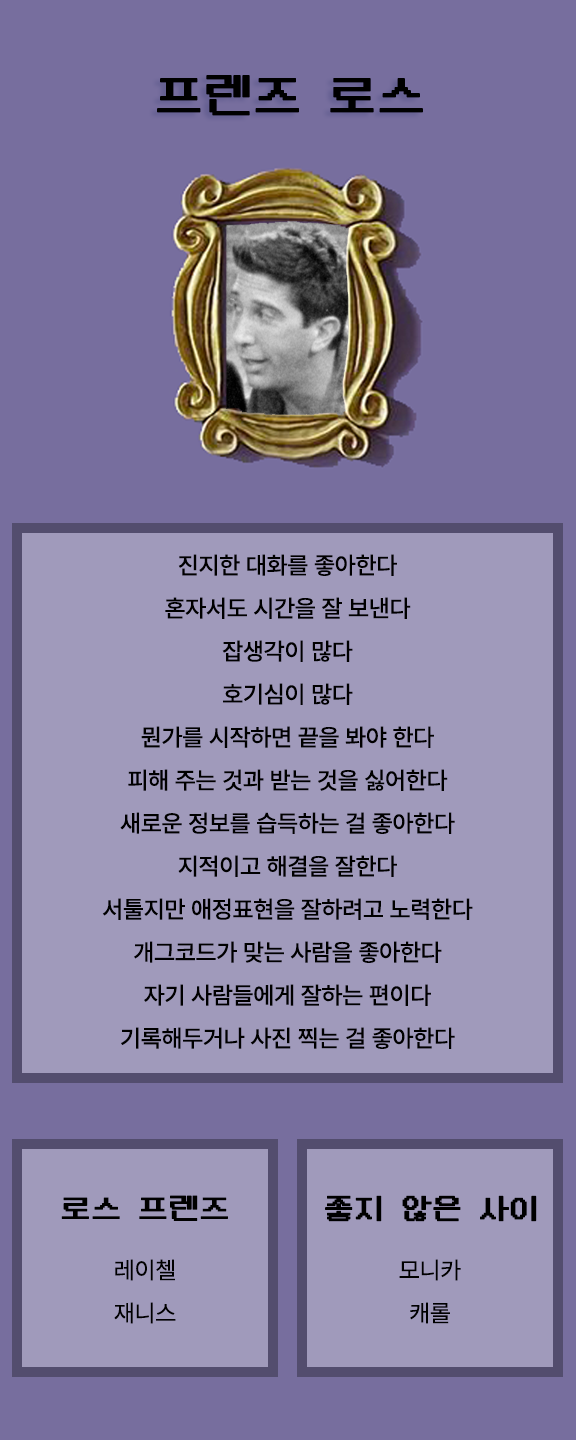 프렌즈 로스
진지한 대화를 좋아한다
혼자서도 시간을 잘 보낸다
잡생각이 많다
호기심이 많다
뭔가를 시작하면 끝을 봐야 한다
피해 주는 것과 받는 것을 싫어한다
새로운 정보를 습득하는 걸 좋아한다
지적이고 해결을 잘한다
서툴지만 애정표현을 잘하려고 노력한다
개그코드가 맞는 사람을 좋아한다
자기 사람들에게 잘하는 편이다
기록해두거나 사진 찍는 걸 좋아한다
로스 프렌즈
레이첼
재니스
좋지 않은 사이
모니카
캐롤